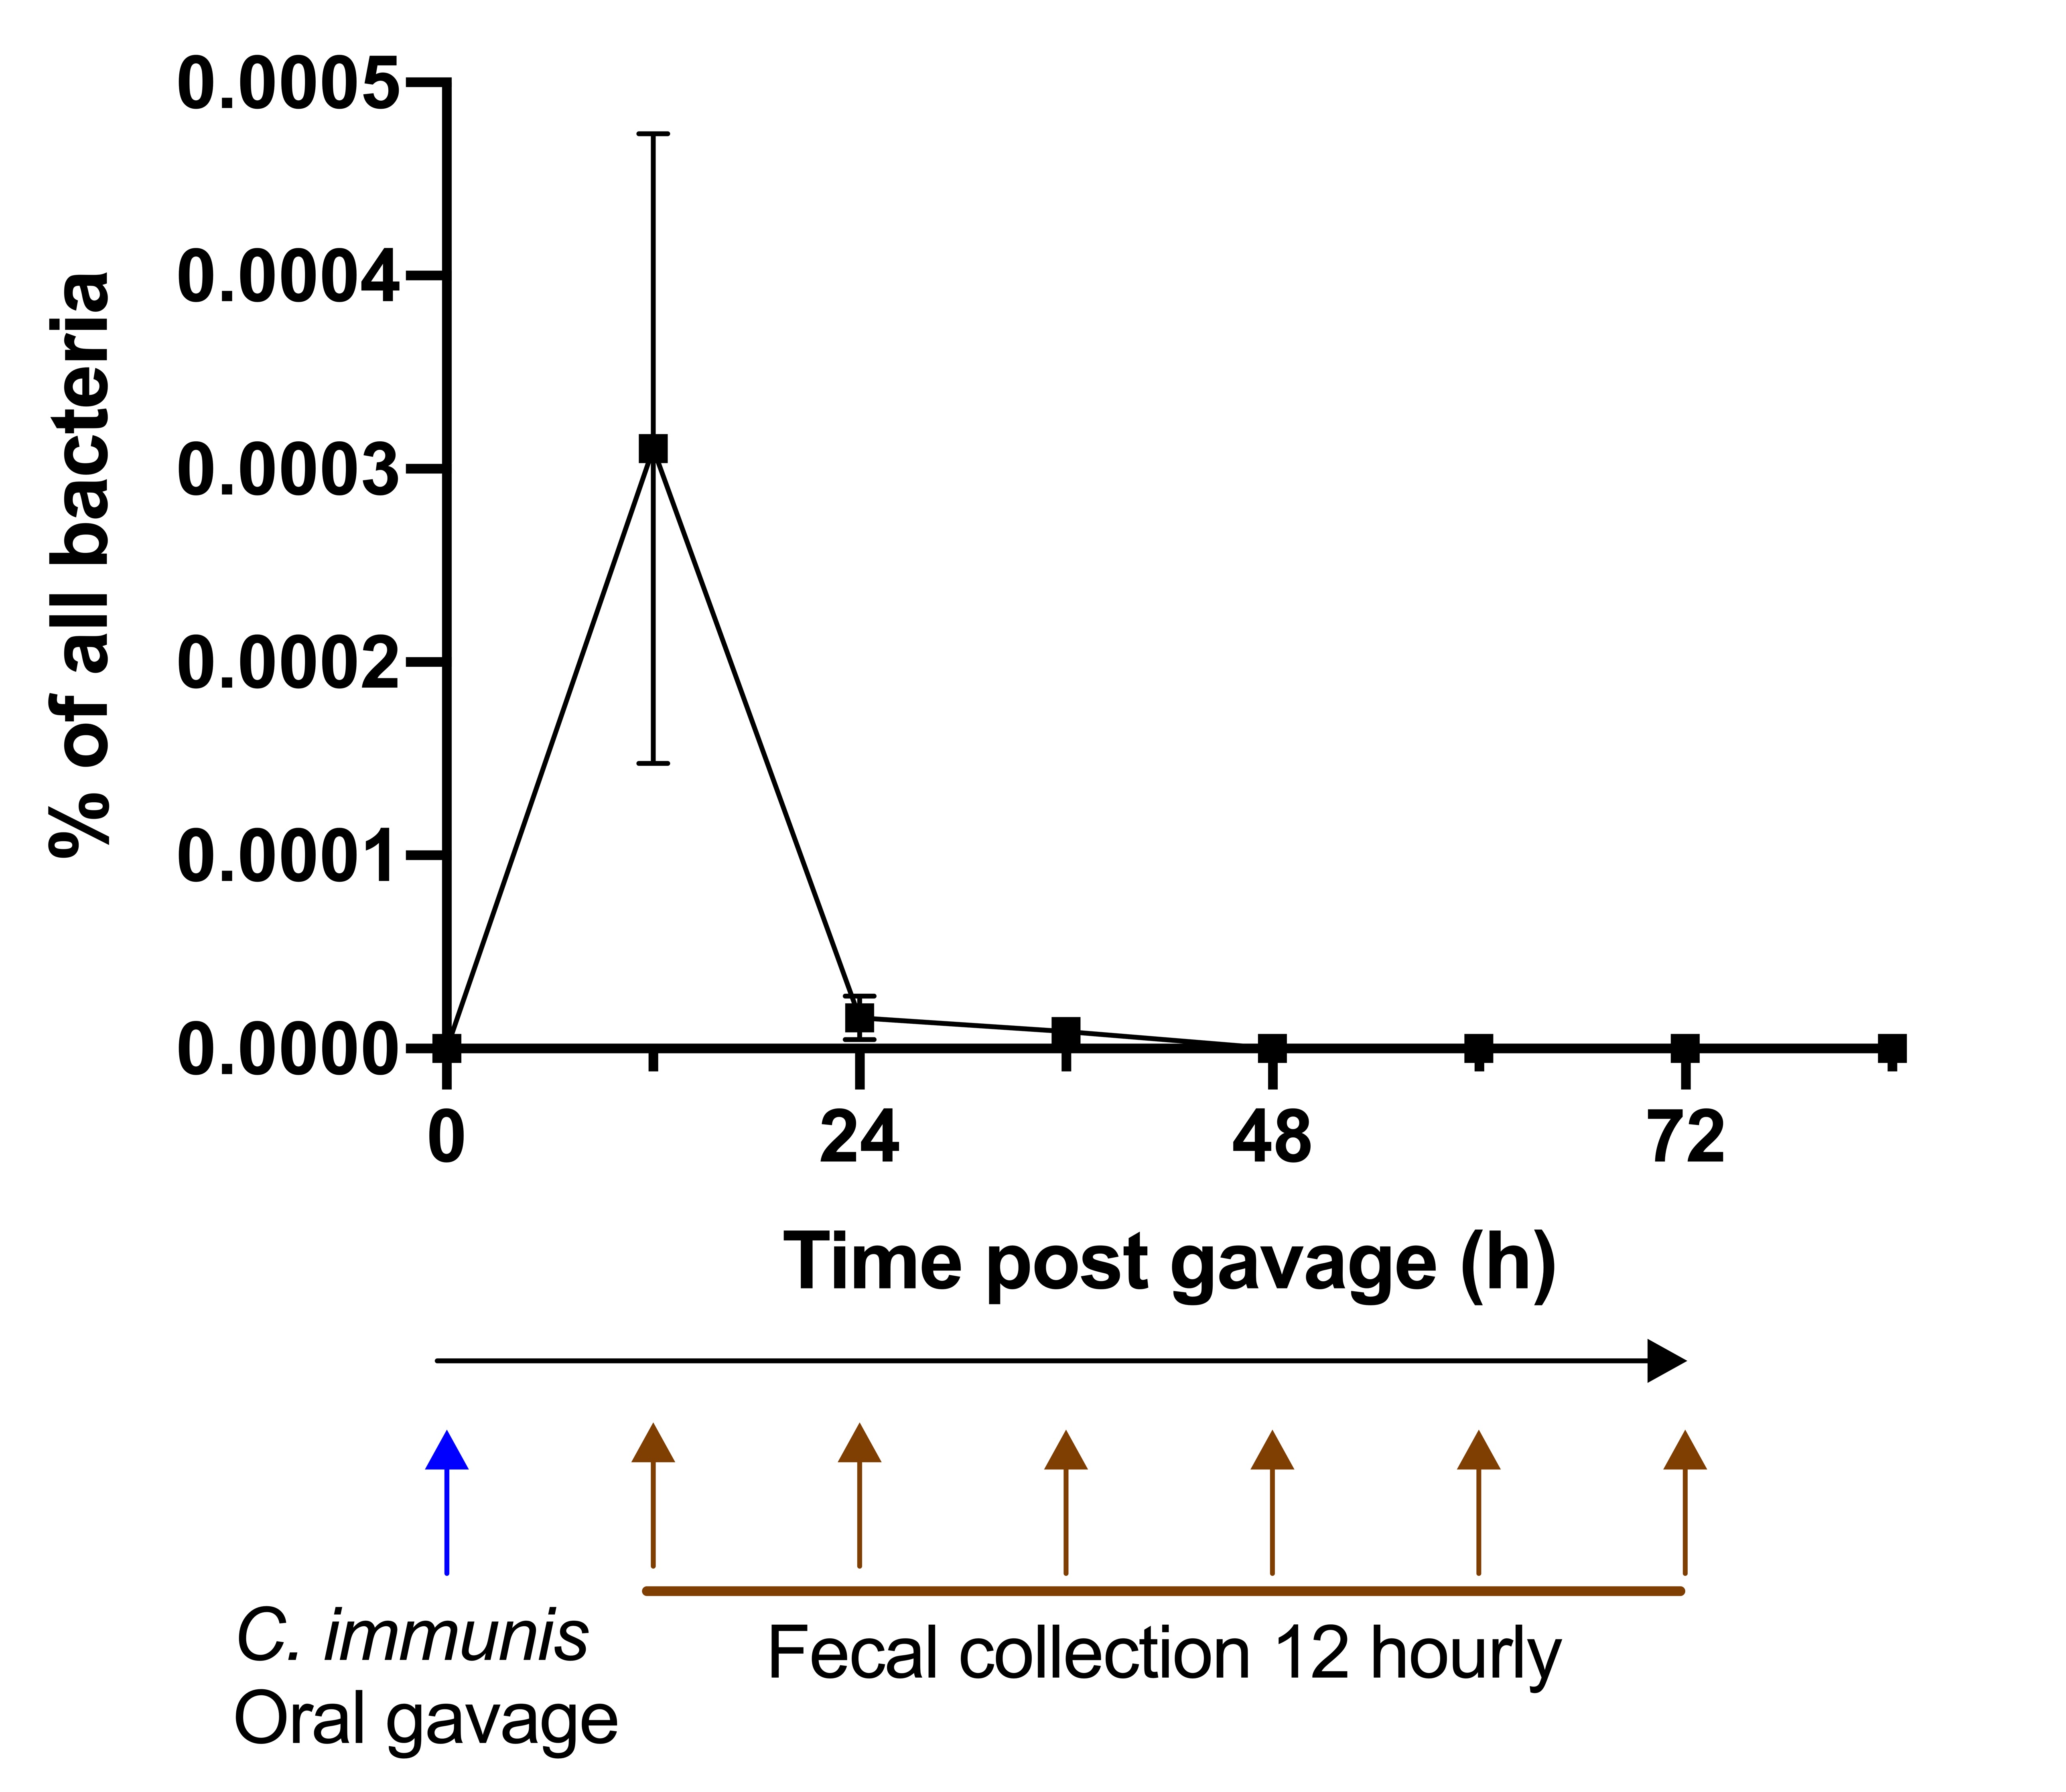 0.0005
0.0004
0.0003
0.0002
0.0001
0.0000
% of all bacteria
0 24 48 72
Time post gavage (h)
C. immunis
Oral gavage
Fecal collection 12 hourly